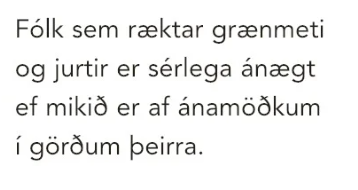 Fólk sem ræktar grænmeti
og jurtir er sérlega ánægt
ef mikið er af ánamöðkum
í görðum þeirra.